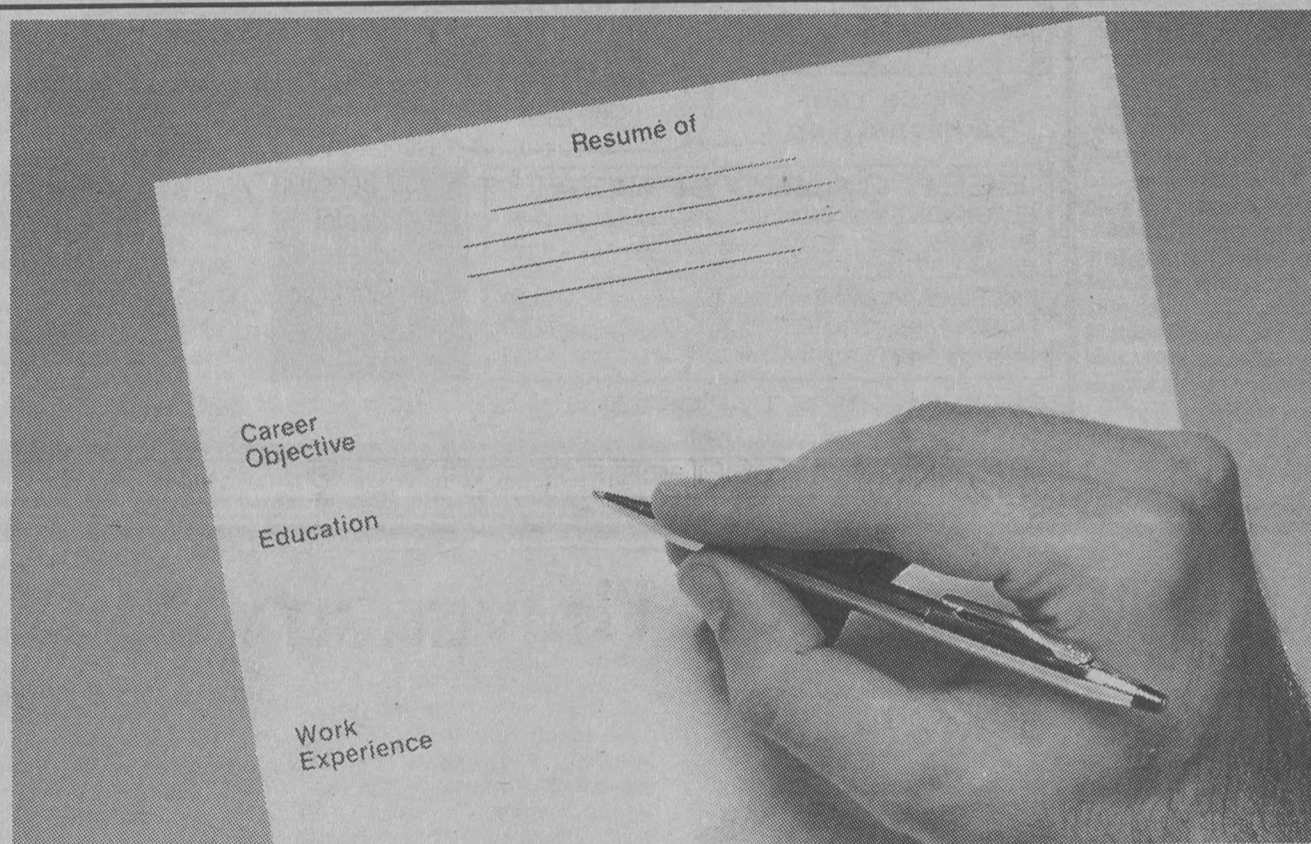 Resumé of
Career
Objective
Education
Work
Experience